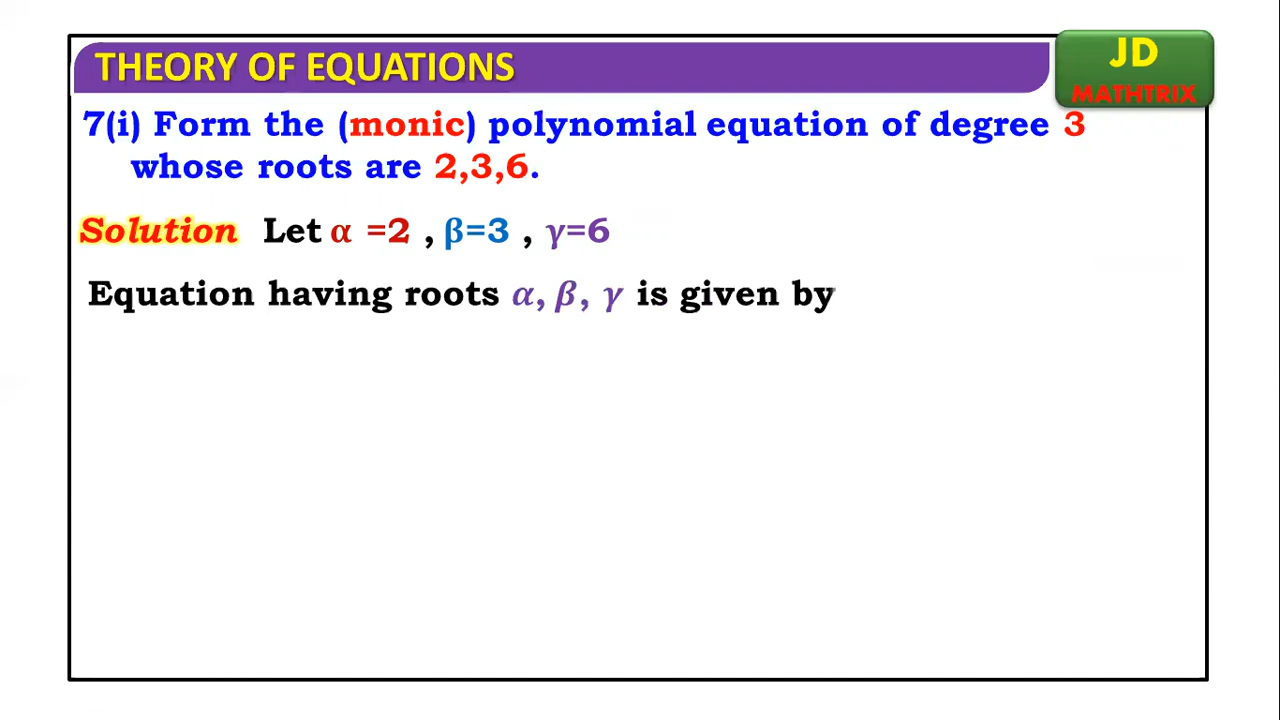 THEORY OF EQUATIONS
JD
MATHTRIX
7(i) Form the (monic) polynomial equation of degree 3
whose roots are 2,3,6.
Solution Let α =2 , β=3 , γ=6
Equation having roots α, β, γ is given by